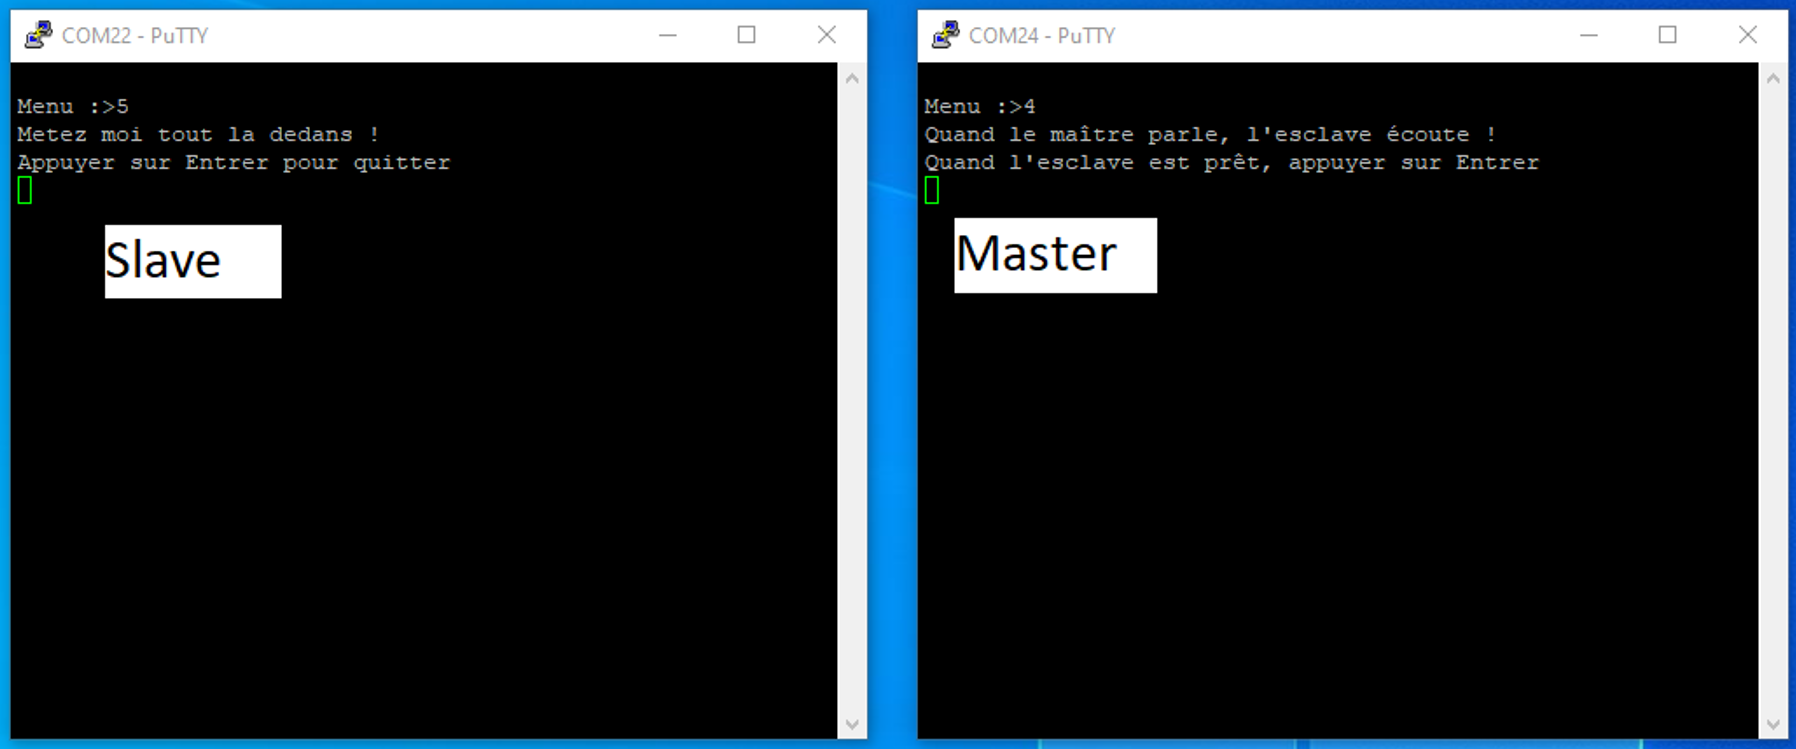 COM22 - PuTTY
Menu :>5
Metez moi tout la dedans !
Appuyer sur Entrer pour quitter
Slave
COM24 - PuTTY
Menu :>4
Quand le maître parle, l'esclave écoute !
Quand l'esclave est prêt, appuyer sur Entrer
Master